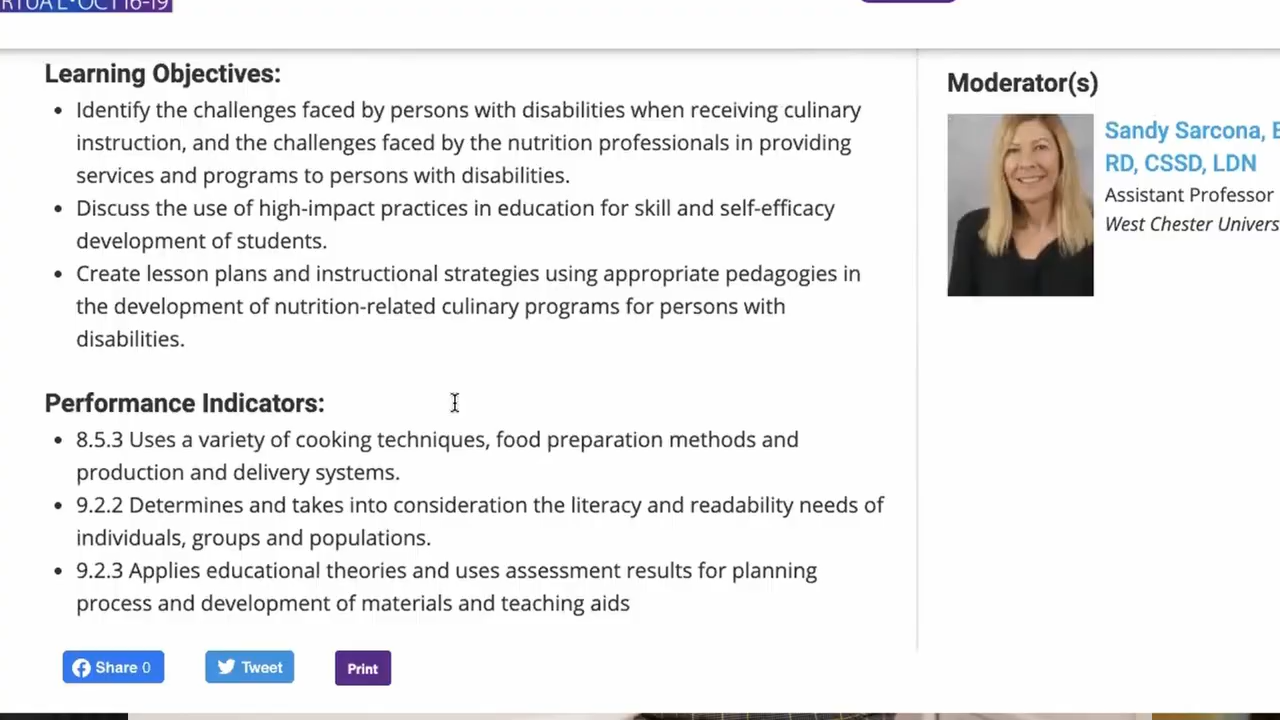 RTUAL•OCT 16-19
Learning Objectives:
• Identify the challenges faced by persons with disabilities when receiving culinary
instruction, and the challenges faced by the nutrition professionals in providing
services and programs to persons with disabilities.
• Discuss the use of high-impact practices in education for skill and self-efficacy
development of students.
• Create lesson plans and instructional strategies using appropriate pedagogies in
the development of nutrition-related culinary programs for persons with
disabilities.
Performance Indicators:
• 8.5.3 Uses a variety of cooking techniques, food preparation methods and
production and delivery systems.
• 9.2.2 Determines and takes into consideration the literacy and readability needs of
individuals, groups and populations.
• 9.2.3 Applies educational theories and uses assessment results for planning
process and development of materials and teaching aids
Share 0
Tweet
Print
Moderator(s)
Sandy Sarcona, E
RD, CSSD, LDN
Assistant Professor
West Chester Univers